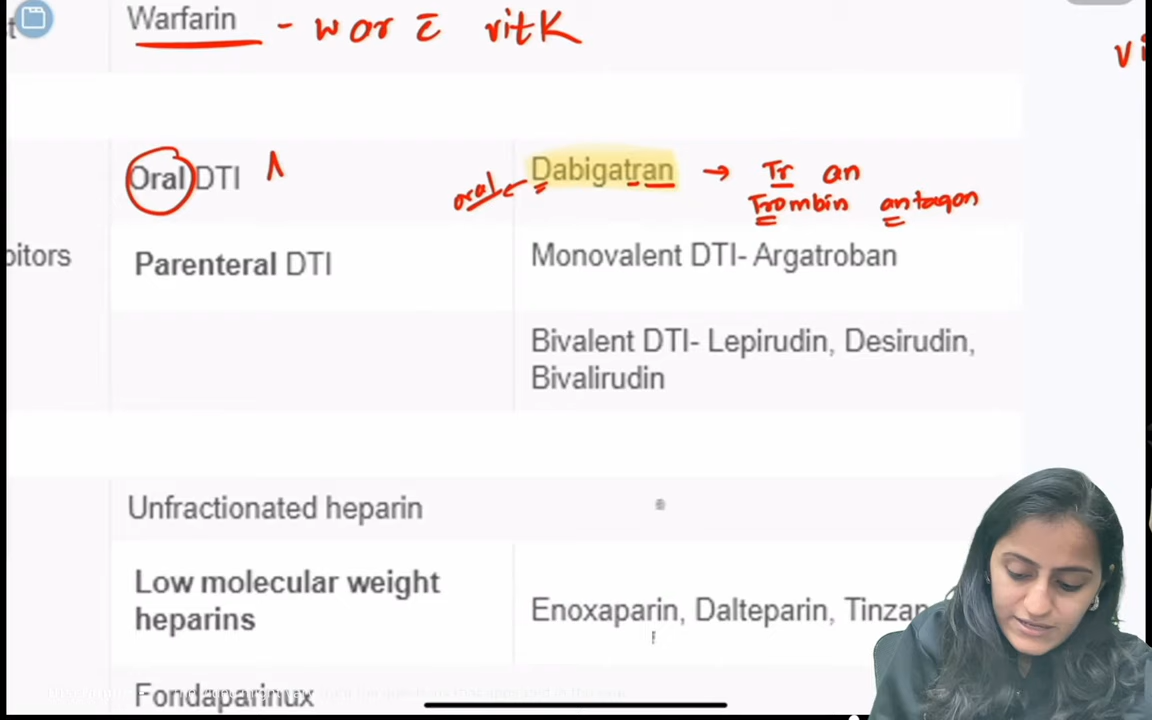 Warfarin - wor c̄ vitK
Oral DTI
Dabigatran → Tr an
oral
Trombin antagon
bitors
Parenteral DTI
Monovalent DTI- Argatroban
Bivalent DTI- Lepirudin, Desirudin,
Bivalirudin
Unfractionated heparin
Low molecular weight
heparins
Enoxaparin, Dalteparin, Tinzap
Fondaparinux